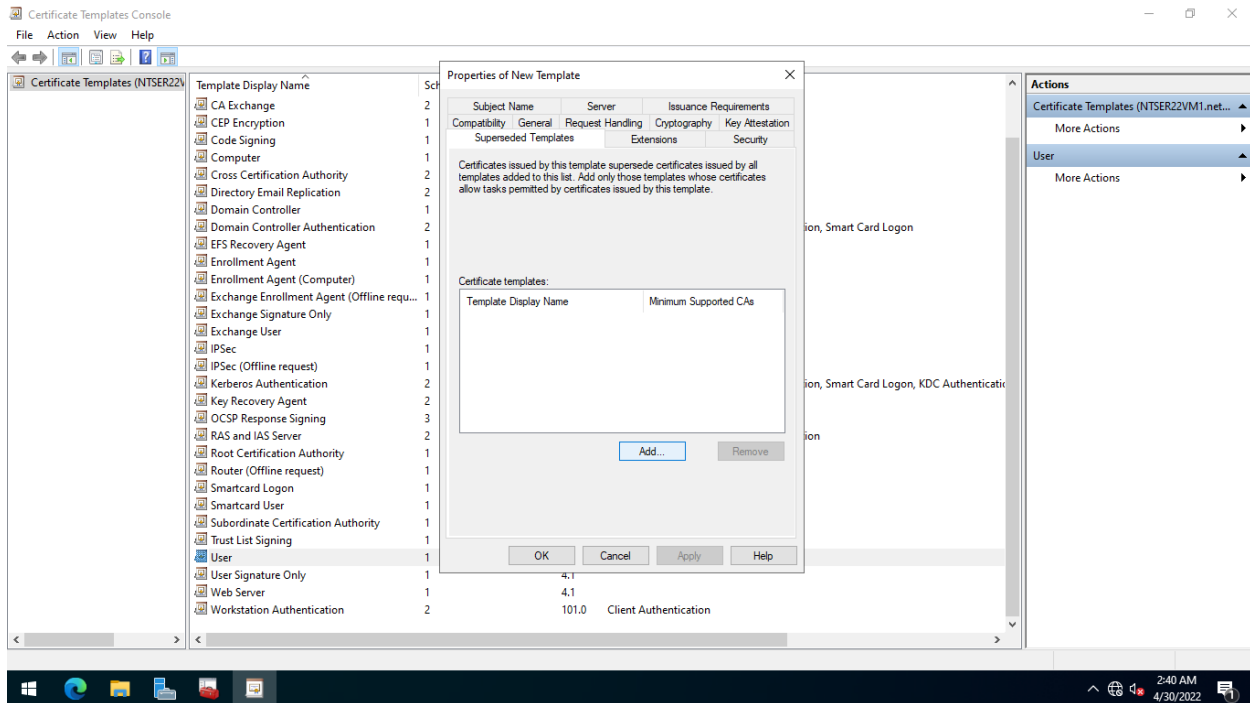 Certificate Templates Console
File Action View Help
Certificate Templates (NTSER22V
Template Display Name Sch
CA Exchange 2
CEP Encryption 1
Code Signing 1
Computer 1
Cross Certification Authority 2
Directory Email Replication 2
Domain Controller 1
Domain Controller Authentication 2 ion, Smart Card Logon
EFS Recovery Agent 1
Enrollment Agent 1
Enrollment Agent (Computer) 1
Exchange Enrollment Agent (Offline requ... 1
Exchange Signature Only 1
Exchange User 1
IPSec 1
IPSec (Offline request) 1
Kerberos Authentication 2 ion, Smart Card Logon, KDC Authenticatio
Key Recovery Agent 2
OCSP Response Signing 3
RAS and IAS Server 2 ion
Root Certification Authority 1
Router (Offline request) 1
Smartcard Logon 1
Smartcard User 1
Subordinate Certification Authority 1
Trust List Signing 1
User 1
User Signature Only 1 4.1
Web Server 1 4.1
Workstation Authentication 2 101.0 Client Authentication
Properties of New Template
Subject Name Server Issuance Requirements
Compatibility General Request Handling Cryptography Key Attestation
Superseded Templates Extensions Security
Certificates issued by this template supersede certificates issued by all
templates added to this list. Add only those templates whose certificates
allow tasks permitted by certificates issued by this template.
Certificate templates:
Template Display Name Minimum Supported CAs
Add... Remove
OK Cancel Apply Help
Actions
Certificate Templates (NTSER22VM1.net...
More Actions
User
More Actions
2:40 AM
4/30/2022
1